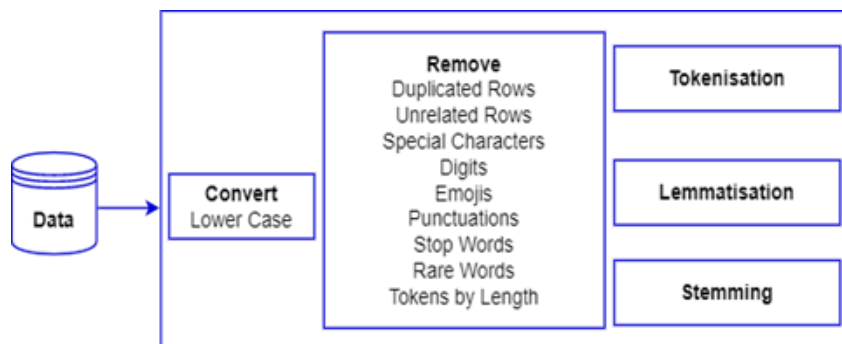 Data
Convert
Lower Case
Remove
Duplicated Rows
Unrelated Rows
Special Characters
Digits
Emojis
Punctuations
Stop Words
Rare Words
Tokens by Length
Tokenisation
Lemmatisation
Stemming